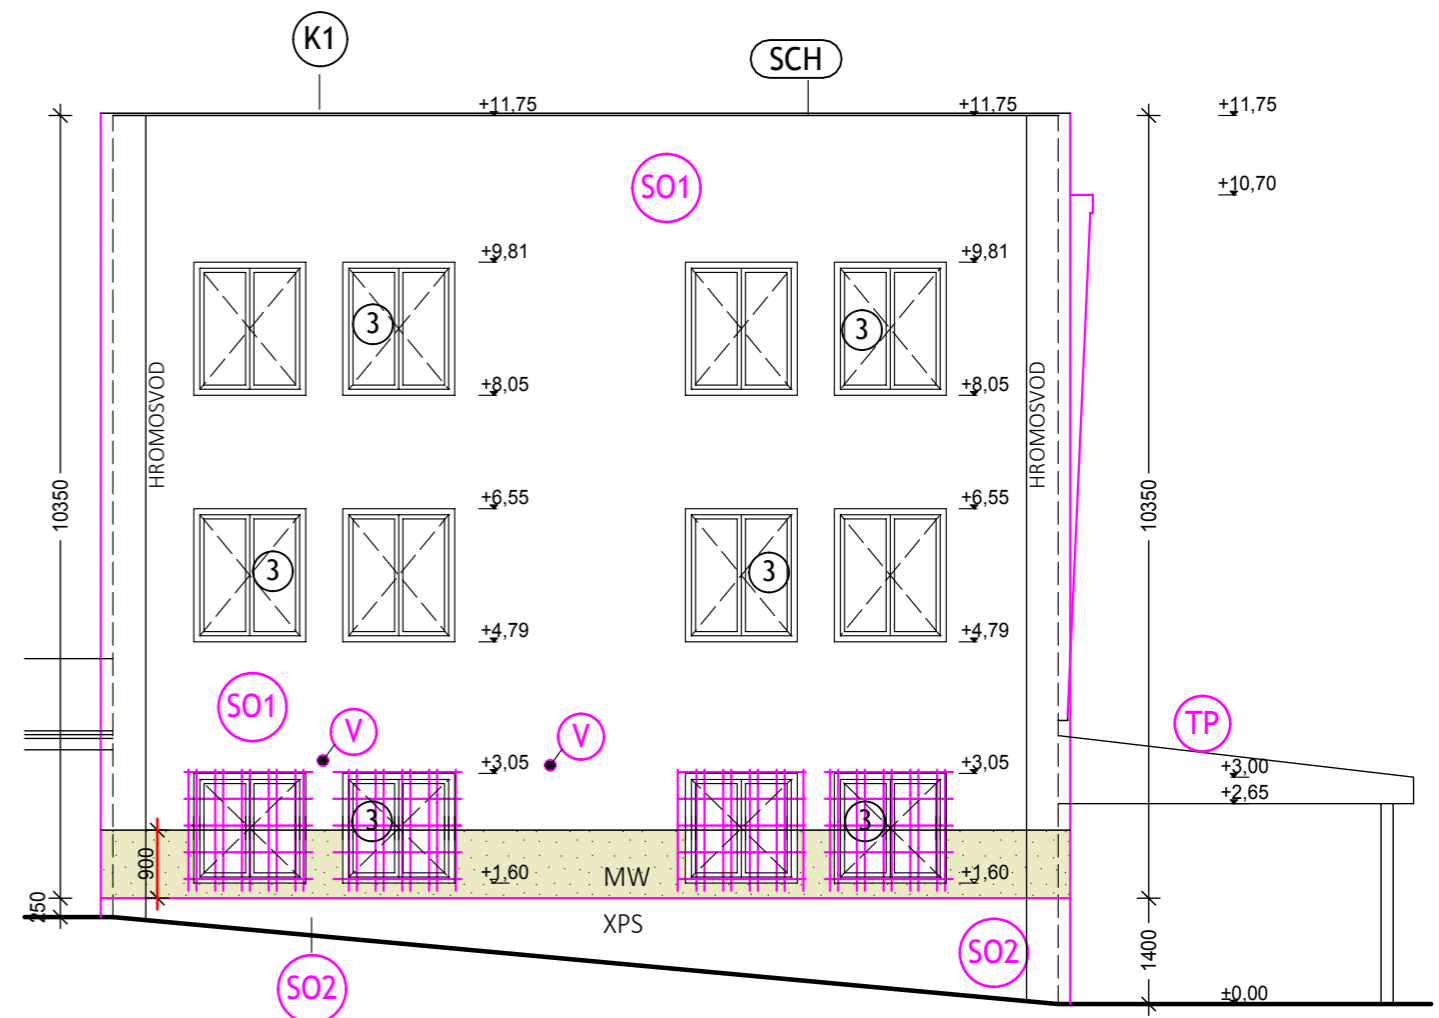 K1
SCH
+11,75
+11,75
+11,75
SO1
+10,70
+9,81
+9,81
3
3
HROMOSVOD
HROMOSVOD
+8,05
+8,05
10350
10350
+6,55
+6,55
3
3
+4,79
+4,79
SO1
V
V
TP
+3,05
+3,05
+3,00
+2,65
3
3
900
+1,60
MW
+1,60
250
XPS
SO2
1400
SO2
±0,00